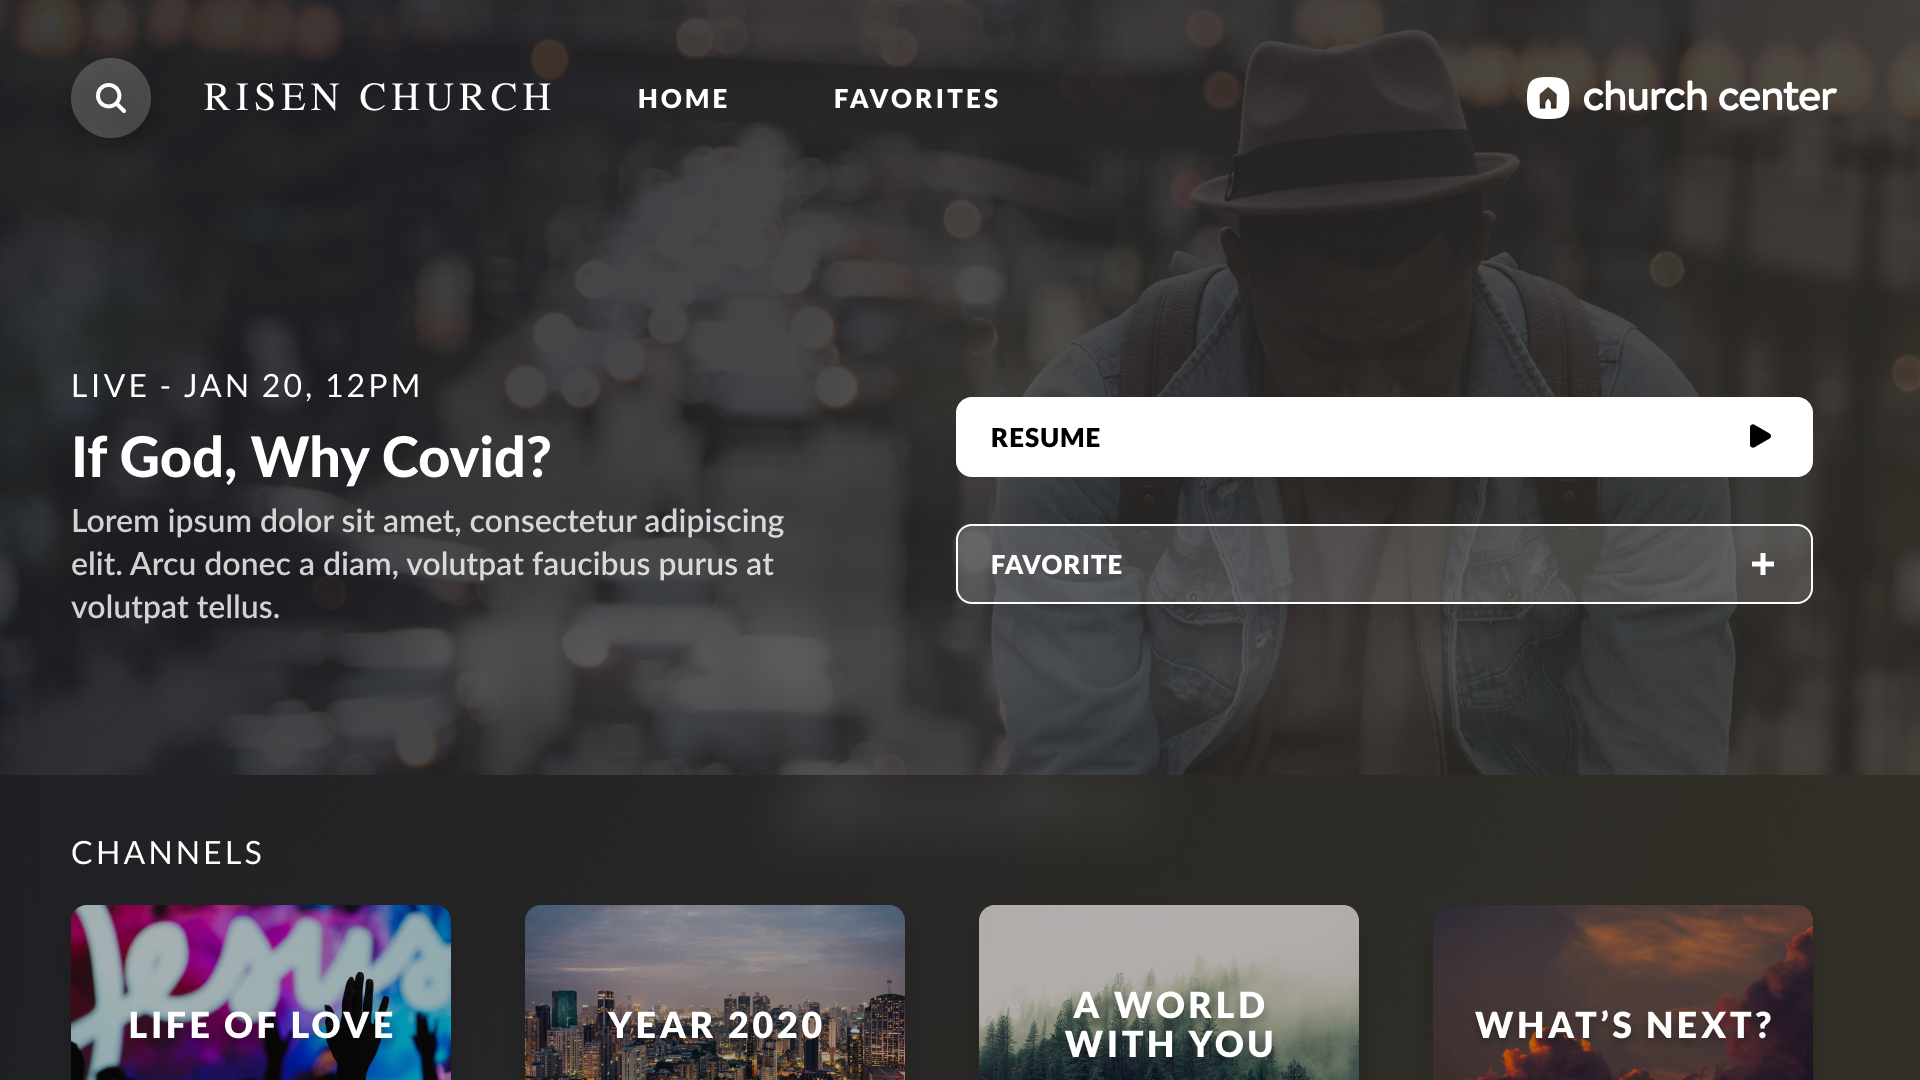 RISEN CHURCH
HOME
FAVORITES
church center
LIVE - JAN 20, 12PM
If God, Why Covid?
Lorem ipsum dolor sit amet, consectetur adipiscing
elit. Arcu donec a diam, volutpat faucibus purus at
volutpat tellus.
RESUME
FAVORITE
CHANNELS
Jesus
LIFE OF LOVE
YEAR 2020
A WORLD
WITH YOU
WHAT’S NEXT?